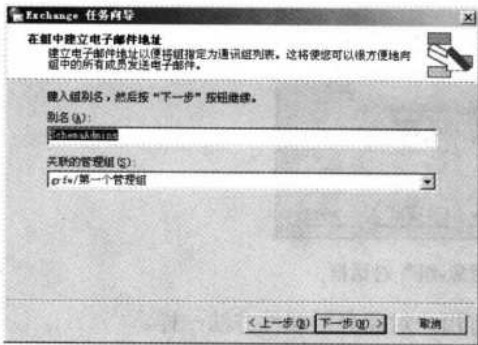 Exchange 任务向导
在组中建立电子邮件地址
建立电子邮件地址以便将组指定为通讯组列表。这将使您可以很方便地向
组中的所有成员发送电子邮件。
键入组别名，然后按“下一步”按钮继续。
别名(A):
SchemaAdmins
关联的管理组(S):
grfw/第一个管理组
< 上一步(B)
下一步(N) >
取消